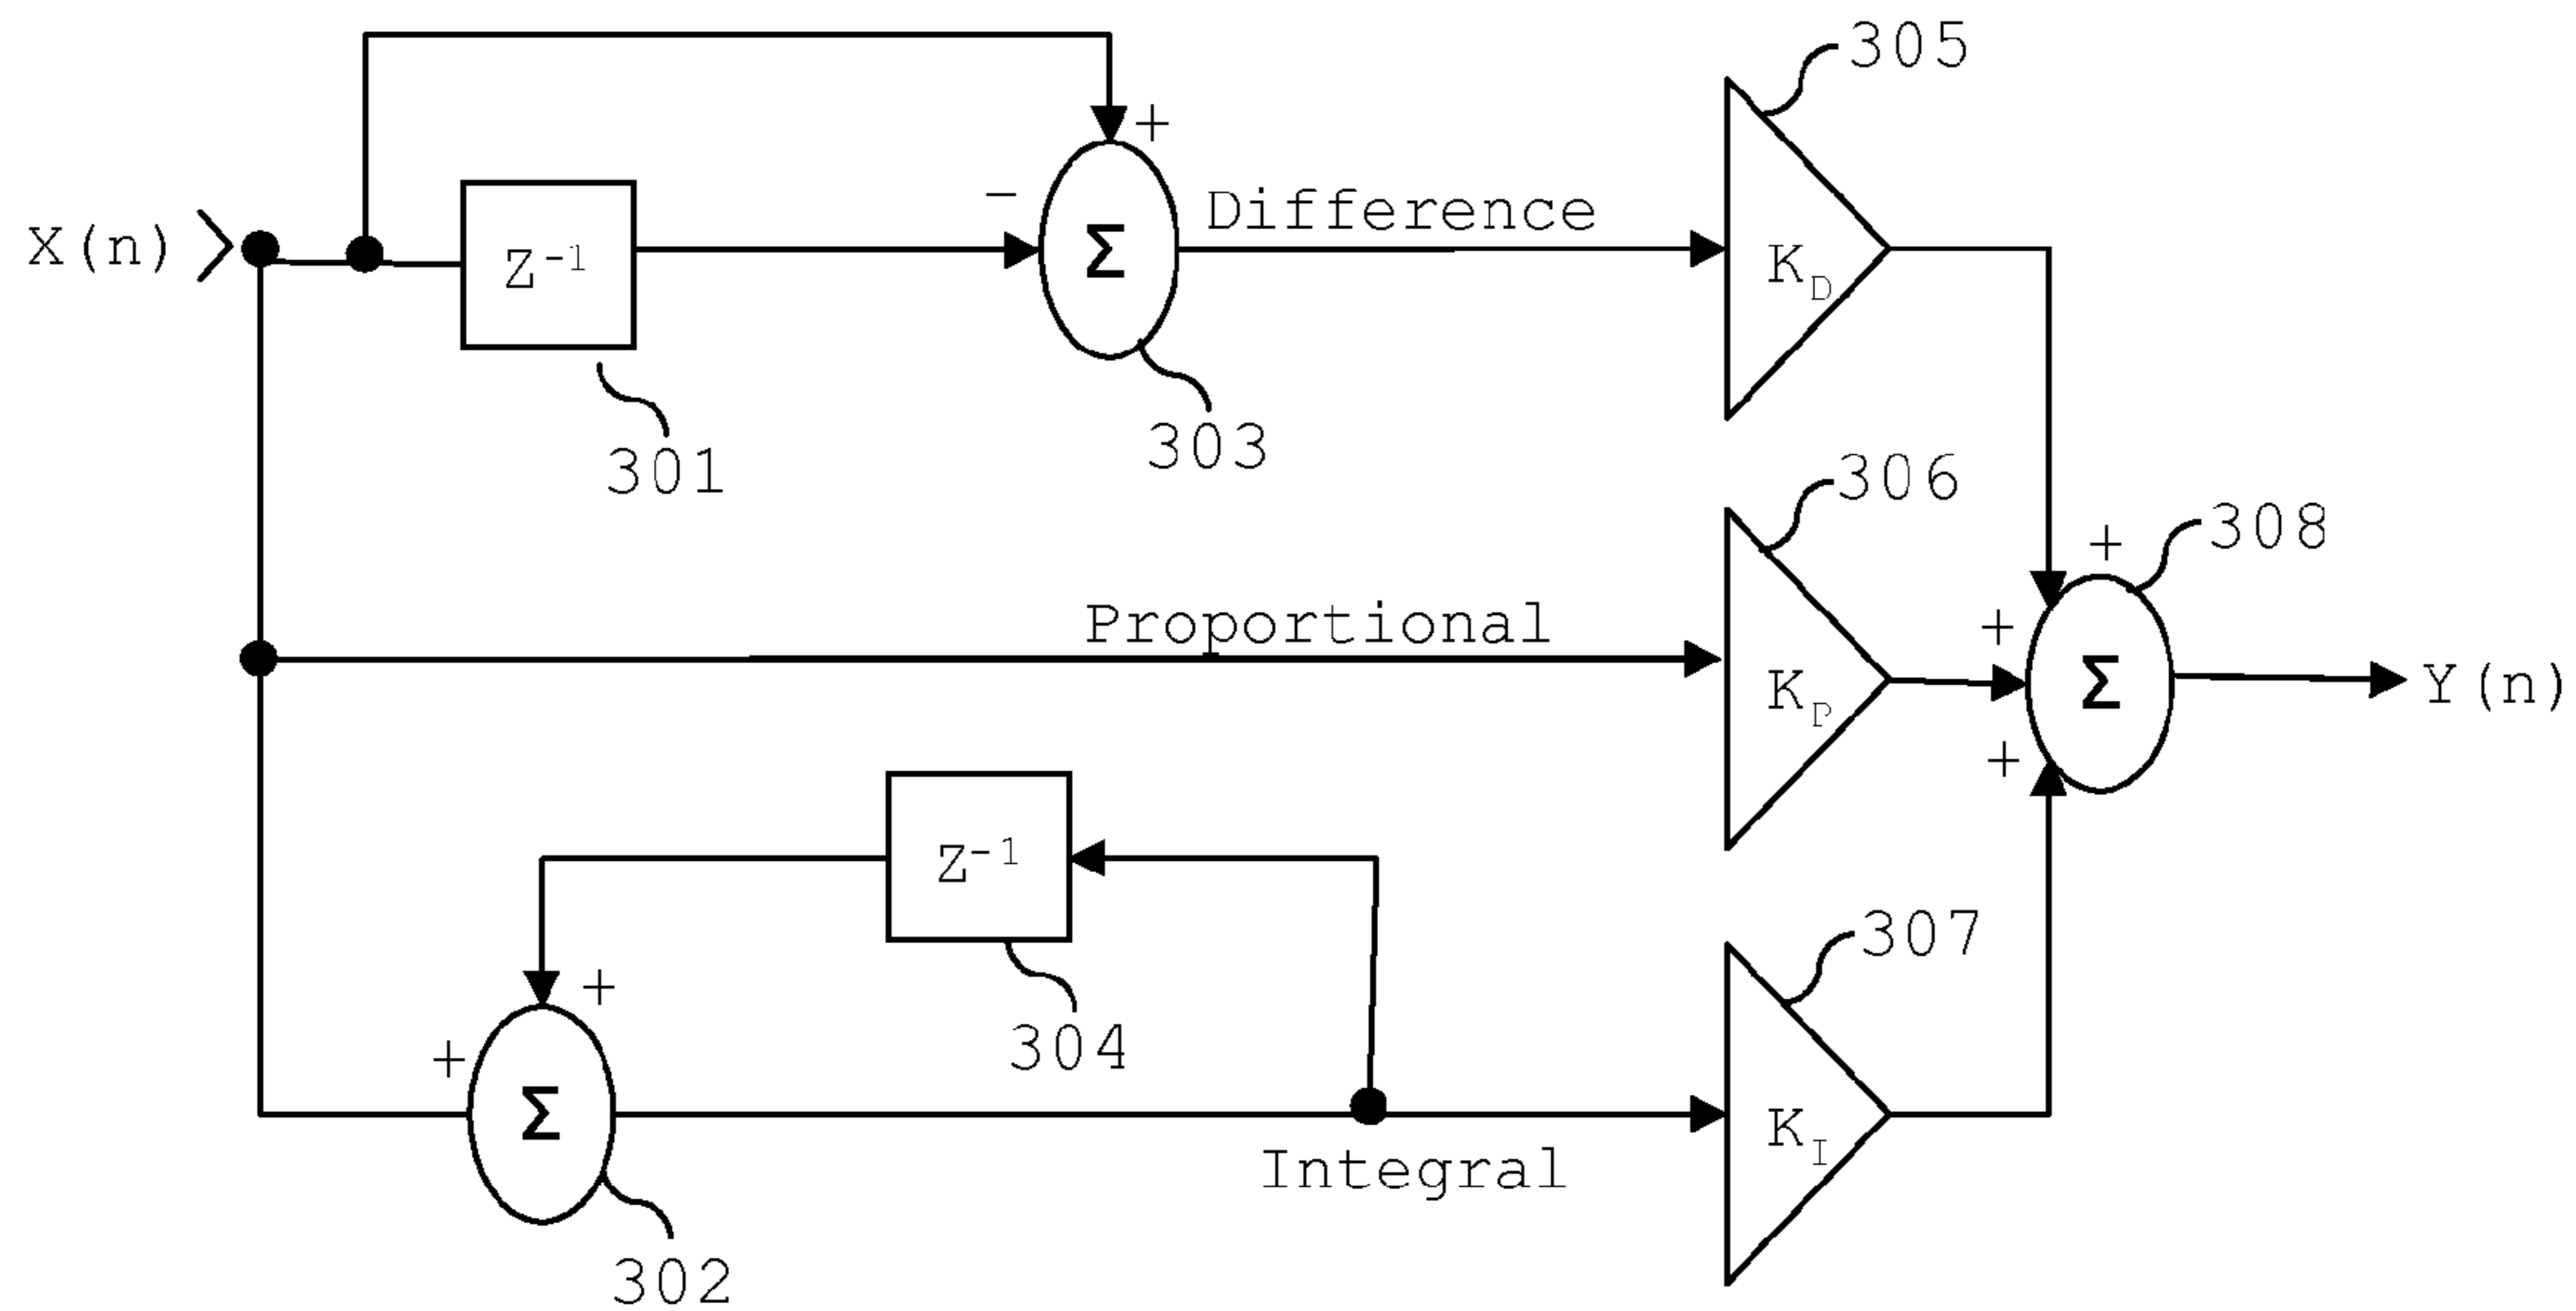 305
+
X(n)
Z⁻¹
−
Σ
Difference
K_D
301
303
306
308
+
+
Proportional
K_P
Σ
Y(n)
+
Z⁻¹
307
+
304
+
Σ
K_I
Integral
302